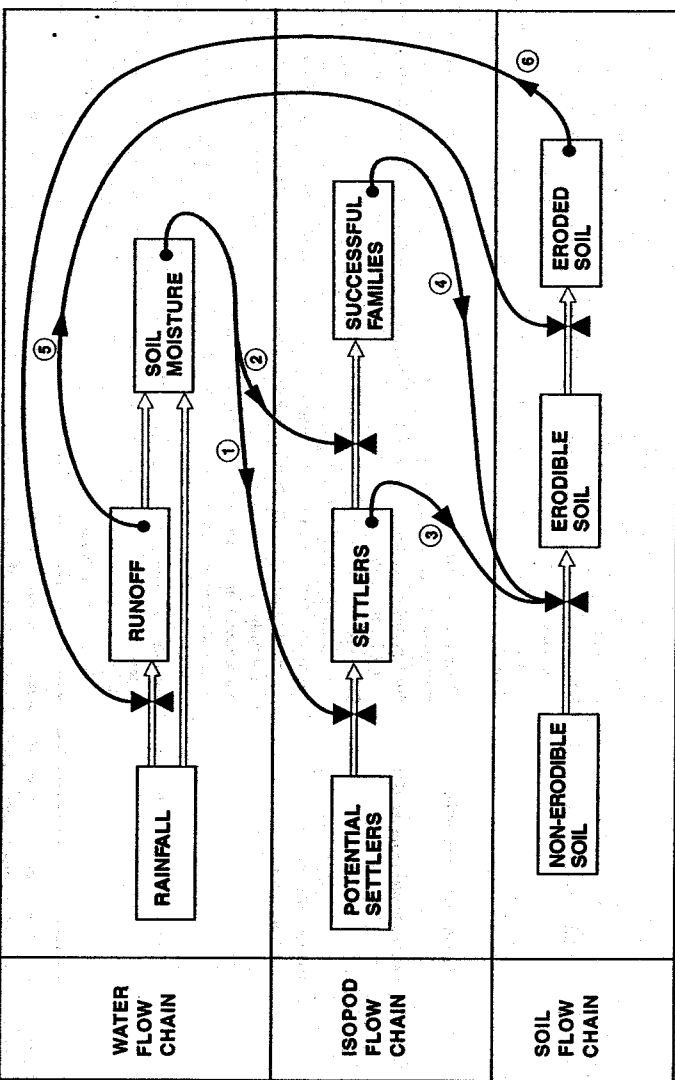 WATER
FLOW
CHAIN
RAINFALL
RUNOFF
SOIL
MOISTURE
5
6
1
2
ISOPOD
FLOW
CHAIN
POTENTIAL
SETTLERS
SETTLERS
SUCCESSFUL
FAMILIES
3
4
SOIL
FLOW
CHAIN
NON-ERODIBLE
SOIL
ERODIBLE
SOIL
ERODED
SOIL